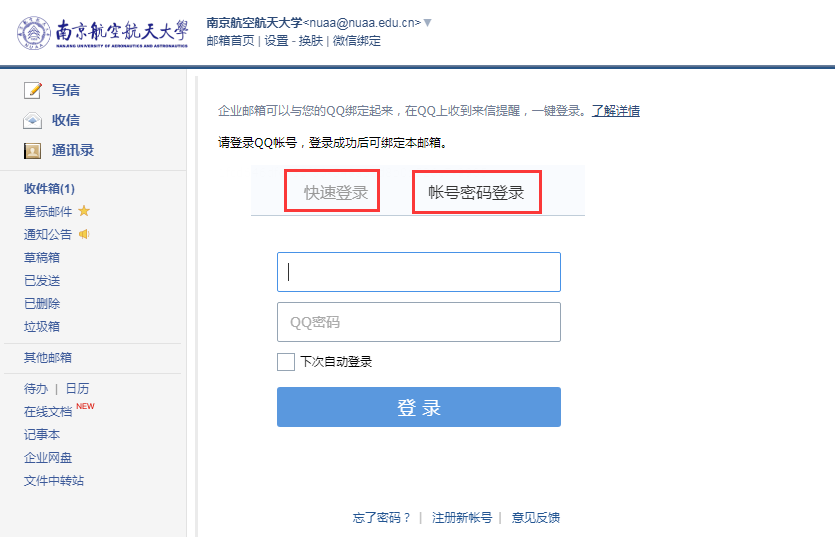 南京航空航天大學
NANJING UNIVERSITY OF AERONAUTICS AND ASTRONAUTICS
NUAA
南京航空航天大学<nuaa@nuaa.edu.cn>
邮箱首页 | 设置 - 换肤 | 微信绑定
写信
收信
通讯录
收件箱(1)
星标邮件
通知公告
草稿箱
已发送
已删除
垃圾箱
其他邮箱
待办 | 日历
在线文档 NEW
记事本
企业网盘
文件中转站
企业邮箱可以与您的QQ绑定起来，在QQ上收到来信提醒，一键登录。了解详情
请登录QQ帐号，登录成功后可绑定本邮箱。
快速登录 帐号密码登录
QQ密码
下次自动登录
登 录
忘了密码？ | 注册新帐号 | 意见反馈